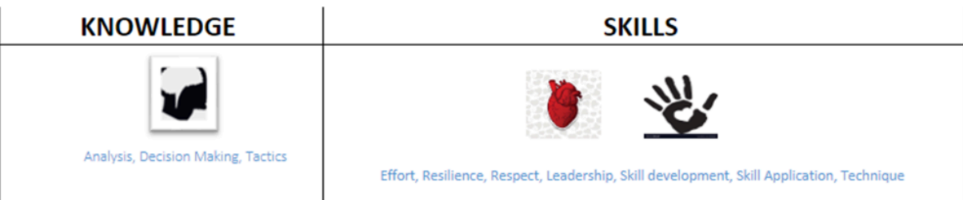 KNOWLEDGE
SKILLS
Analysis, Decision Making, Tactics
Effort, Resilience, Respect, Leadership, Skill development, Skill Application, Technique